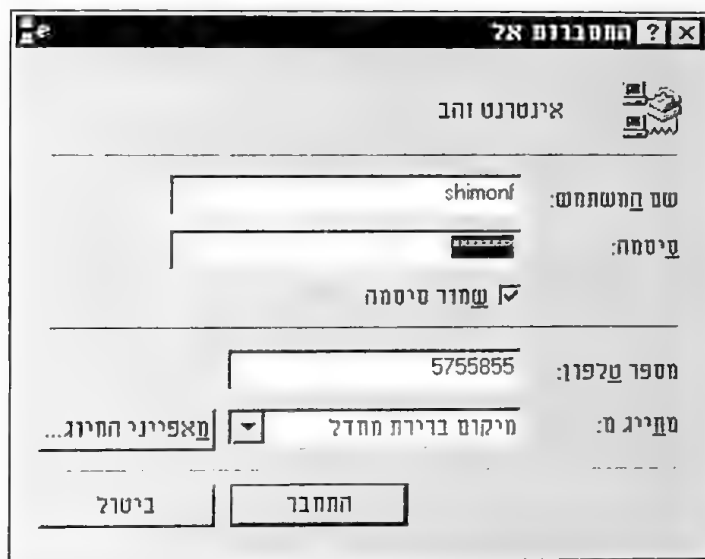 התחברות אל
אינטרנט זהב
שם המשתמש: shimonf
סיסמה:
שמור סיסמה
מספר טלפון: 5755855
מחייג מ: מיקום ברירת מחדל מאפייני החיוג...
התחבר ביטול